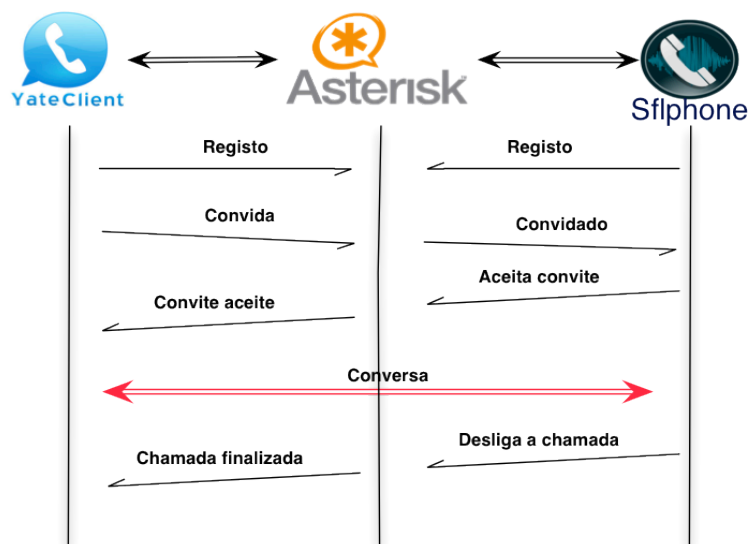 YateClient
Asterisk
Sflphone
Registo
Registo
Convida
Convidado
Aceita convite
Convite aceite
Conversa
Desliga a chamada
Chamada finalizada